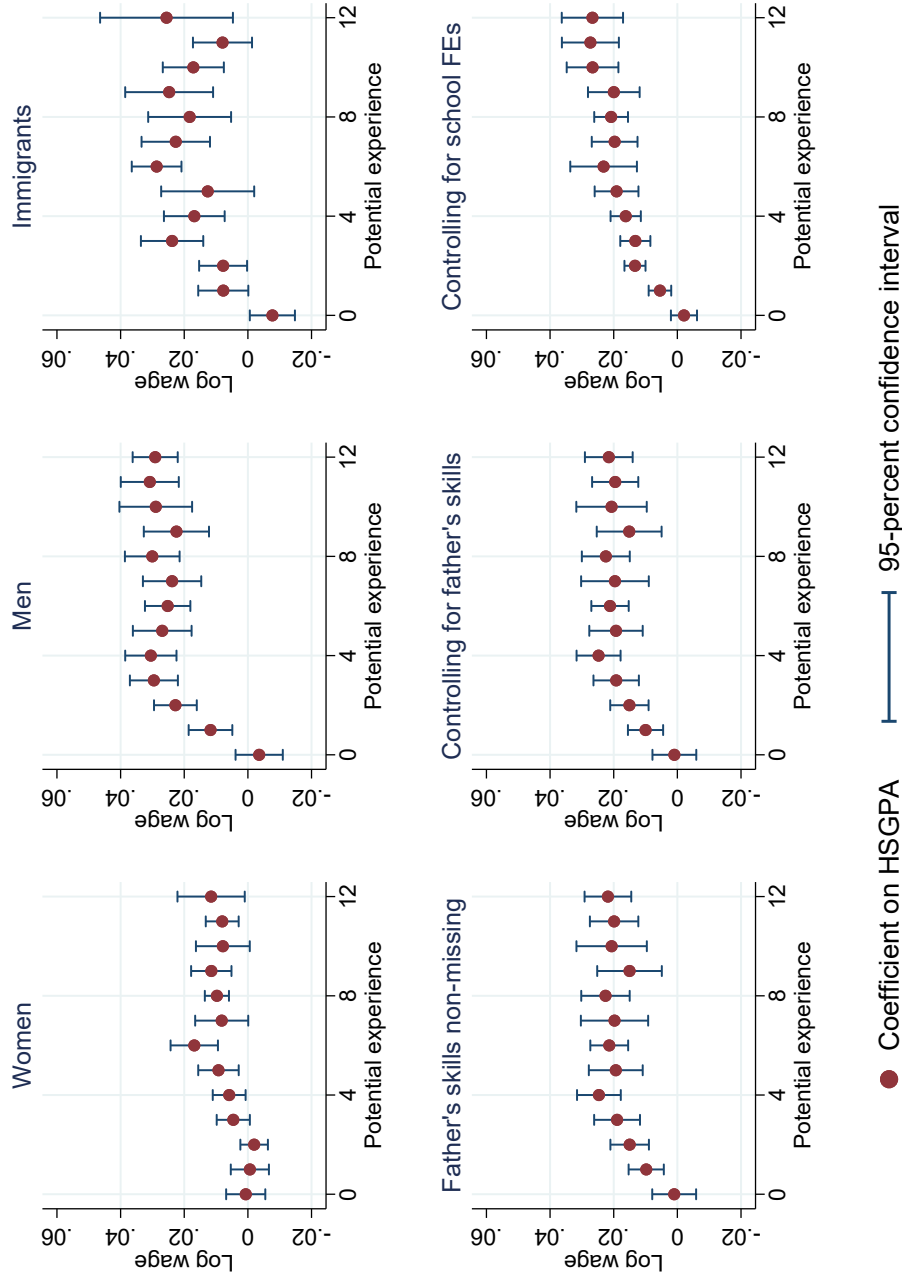 Women
Log wage
.06
.04
.02
0
-.02
0 4 8 12
Potential experience
Men
Log wage
.06
.04
.02
0
-.02
0 4 8 12
Potential experience
Immigrants
Log wage
.06
.04
.02
0
-.02
0 4 8 12
Potential experience
Father's skills non-missing
Log wage
.06
.04
.02
0
-.02
0 4 8 12
Potential experience
Controlling for father's skills
Log wage
.06
.04
.02
0
-.02
0 4 8 12
Potential experience
Controlling for school FEs
Log wage
.06
.04
.02
0
-.02
0 4 8 12
Potential experience
Coefficient on HSGPA
95-percent confidence interval